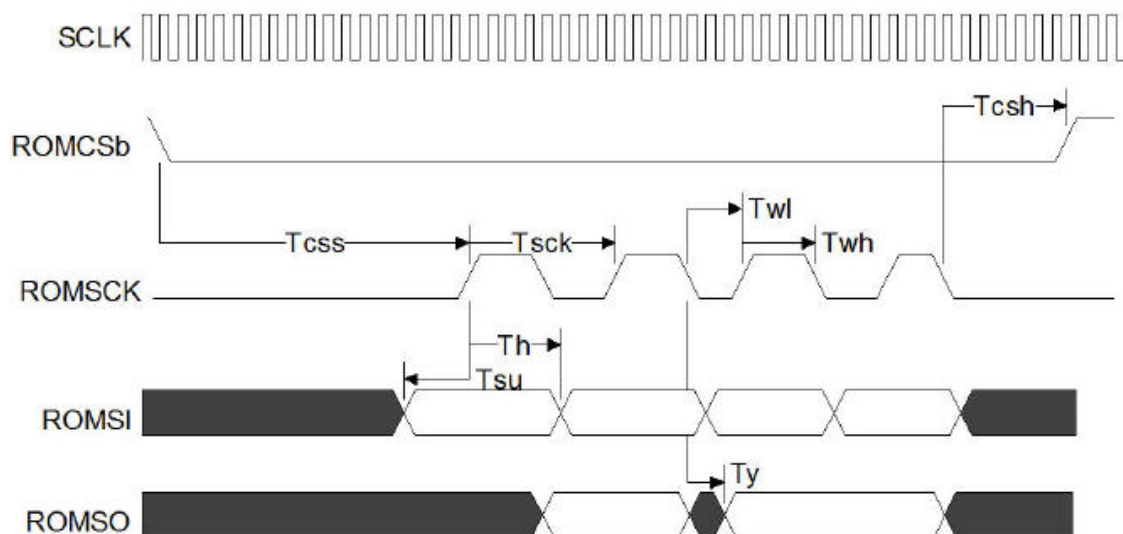 SCLK
Tcsh
ROMCSb
Twl
Tcss Tsck Twh
ROMSCK
Th
Tsu
ROMSI
Ty
ROMSO